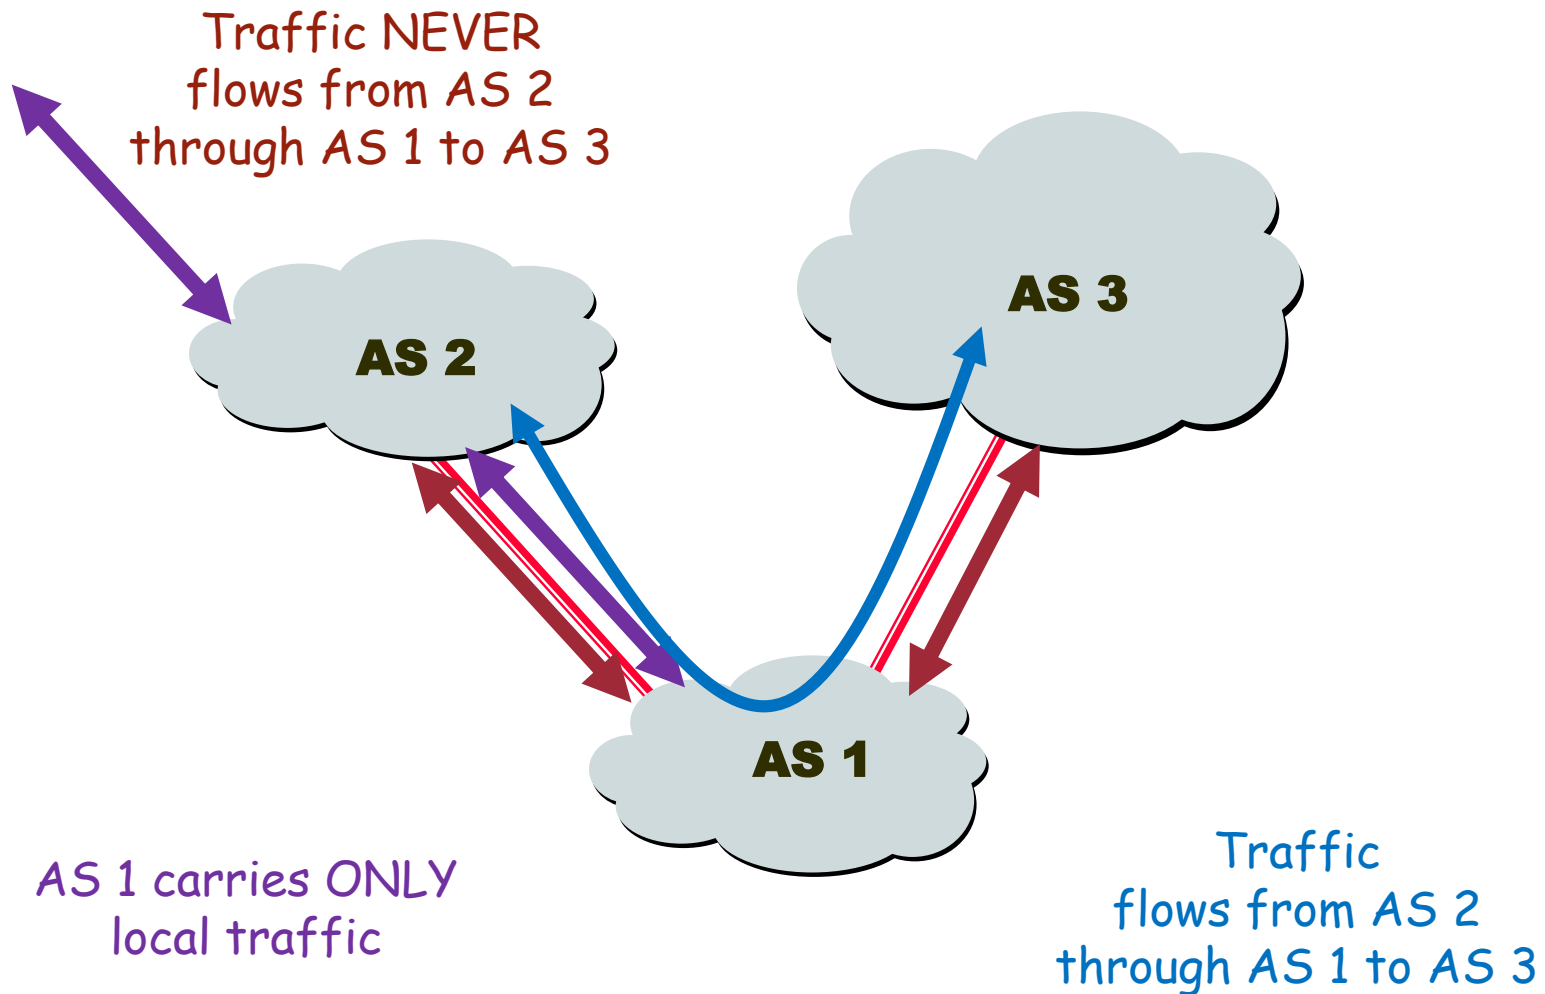 Traffic NEVER
flows from AS 2
through AS 1 to AS 3
AS 3
AS 2
AS 1
AS 1 carries ONLY
local traffic
Traffic
flows from AS 2
through AS 1 to AS 3